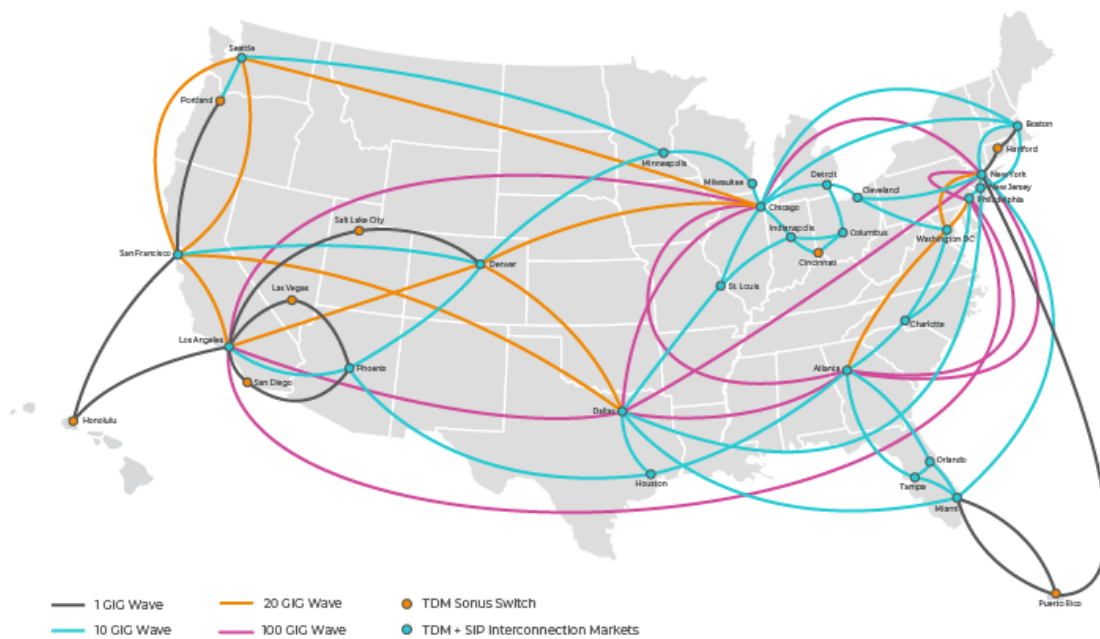 Seattle
Portland
Boston
Hartford
Minneapolis
Milwaukee
Detroit
Cleveland
New York
New Jersey
Philadelphia
Chicago
Salt Lake City
Indianapolis
Columbus
Washington DC
San Francisco
Denver
Cincinnati
Las Vegas
St. Louis
Charlotte
Los Angeles
Phoenix
Atlanta
San Diego
Dallas
Honolulu
Orlando
Houston
Tampa
Miami
Puerto Rico
1 GIG Wave
20 GIG Wave
TDM Sonus Switch
10 GIG Wave
100 GIG Wave
TDM + SIP Interconnection Markets